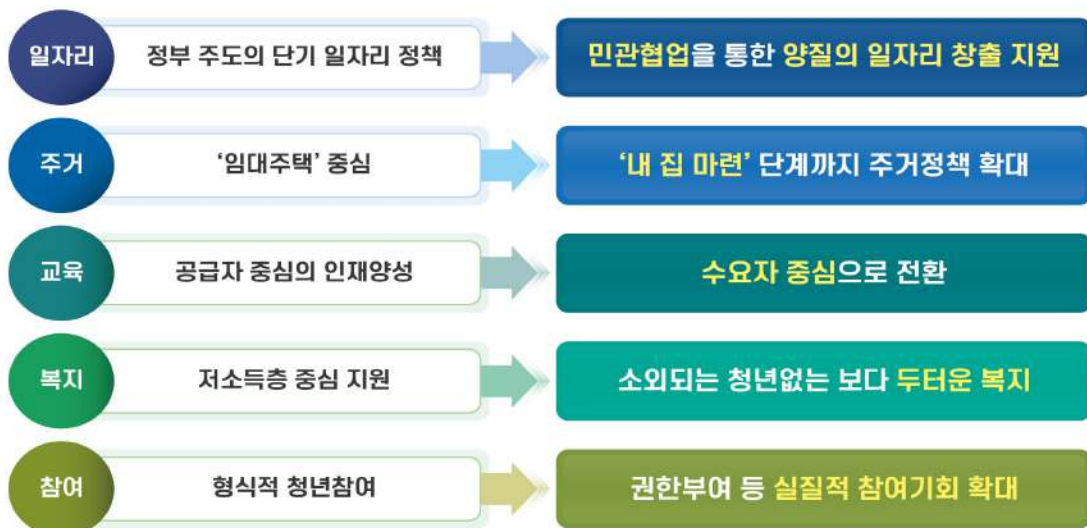 일자리 정부 주도의 단기 일자리 정책 민관협업을 통한 양질의 일자리 창출 지원
주거 ‘임대주택’ 중심 ‘내 집 마련’ 단계까지 주거정책 확대
교육 공급자 중심의 인재양성 수요자 중심으로 전환
복지 저소득층 중심 지원 소외되는 청년없는 보다 두터운 복지
참여 형식적 청년참여 권한부여 등 실질적 참여기회 확대